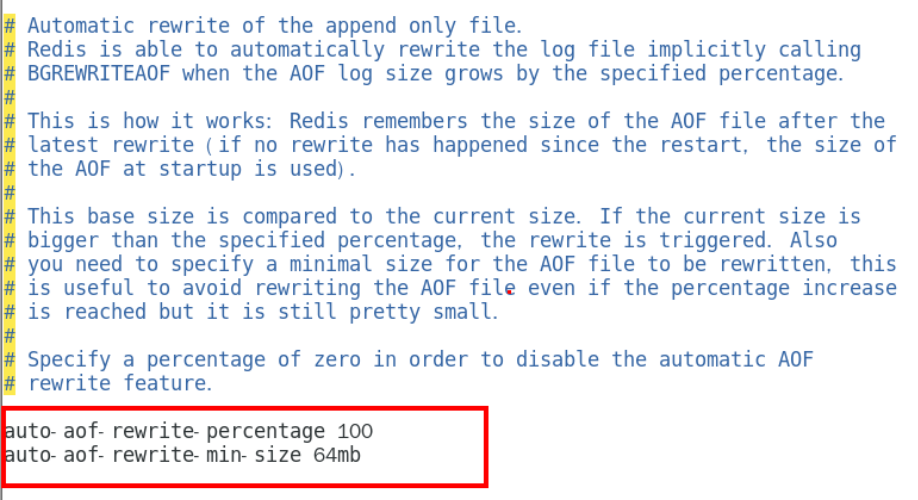 # Automatic rewrite of the append only file.
# Redis is able to automatically rewrite the log file implicitly calling
# BGREWRITEAOF when the AOF log size grows by the specified percentage.
#
# This is how it works: Redis remembers the size of the AOF file after the
# latest rewrite (if no rewrite has happened since the restart, the size of
# the AOF at startup is used).
#
# This base size is compared to the current size. If the current size is
# bigger than the specified percentage, the rewrite is triggered. Also
# you need to specify a minimal size for the AOF file to be rewritten, this
# is useful to avoid rewriting the AOF file even if the percentage increase
# is reached but it is still pretty small.
#
# Specify a percentage of zero in order to disable the automatic AOF
# rewrite feature.
auto-aof-rewrite-percentage 100
auto-aof-rewrite-min-size 64mb